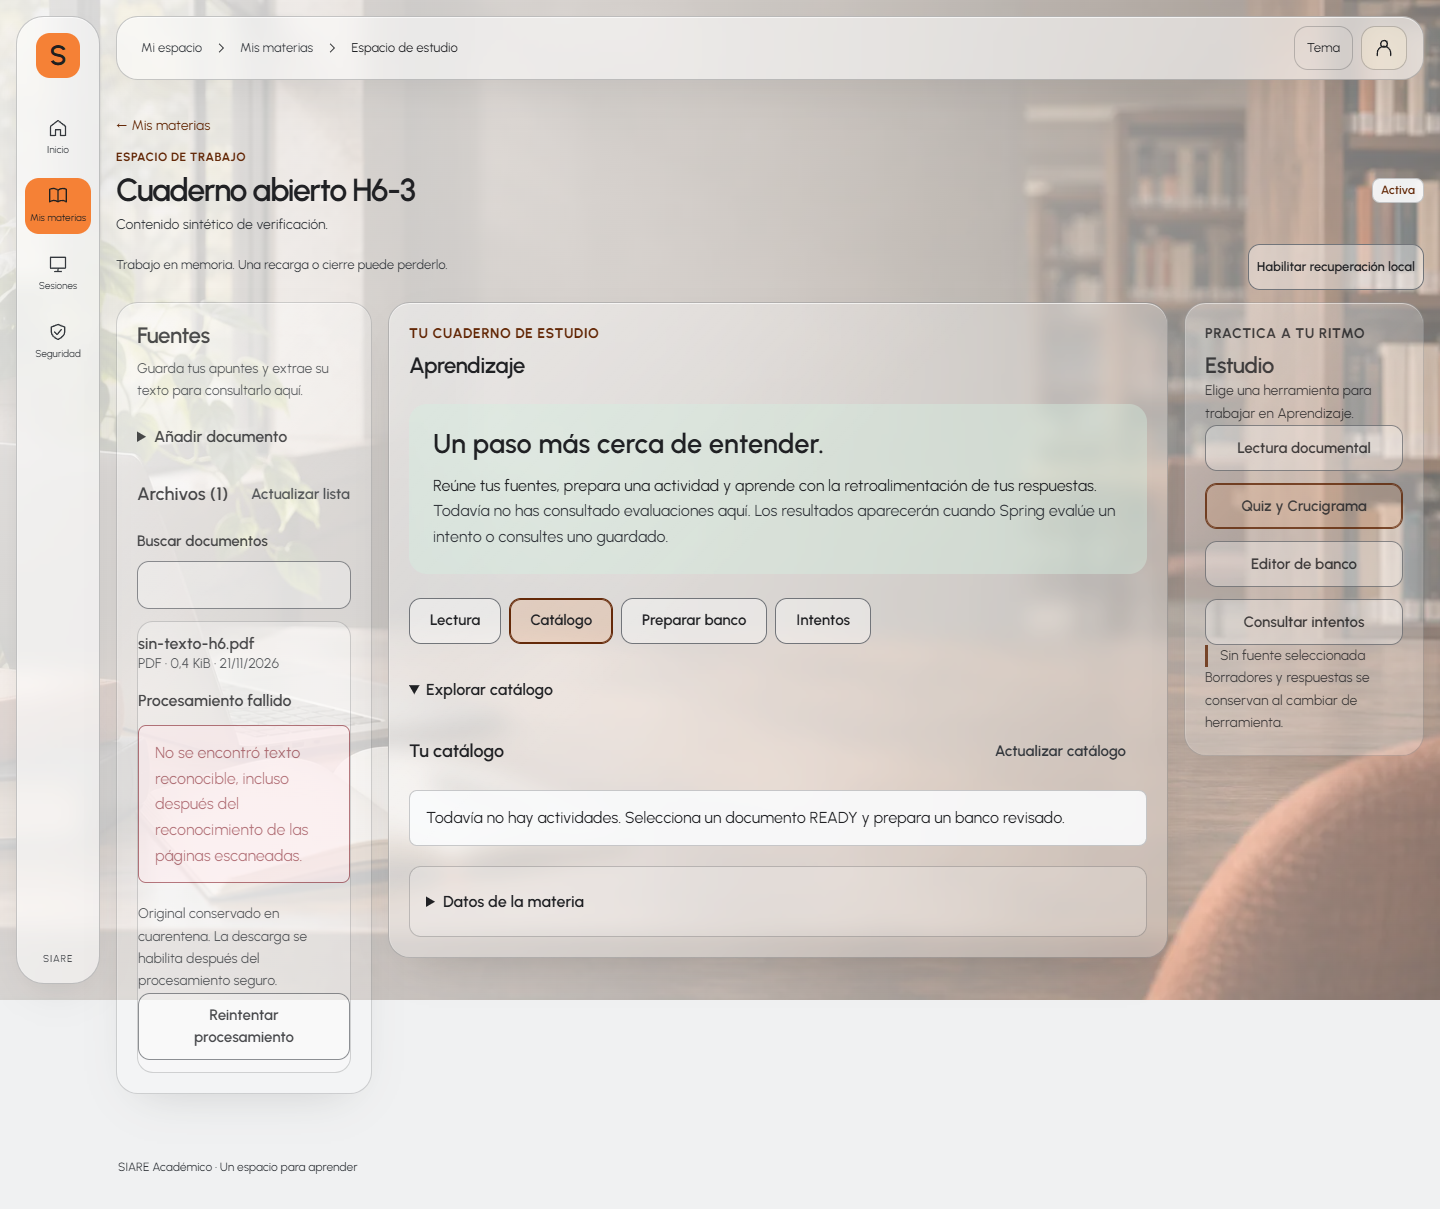 S
Inicio
Mis materias
Sesiones
Seguridad
SIARE
Mi espacio > Mis materias > Espacio de estudio
Tema
← Mis materias
ESPACIO DE TRABAJO
Cuaderno abierto H6-3
Activa
Contenido sintético de verificación.
Trabajo en memoria. Una recarga o cierre puede perderlo.
Habilitar recuperación local
Fuentes
Guarda tus apuntes y extrae su
texto para consultarlo aquí.
Añadir documento
Archivos (1)
Actualizar lista
Buscar documentos
sin-texto-h6.pdf
PDF · 0,4 KiB · 21/11/2026
Procesamiento fallido
No se encontró texto
reconocible, incluso
después del
reconocimiento de las
páginas escaneadas.
Original conservado en
cuarentena. La descarga se
habilita después del
procesamiento seguro.
Reintentar
procesamiento
TU CUADERNO DE ESTUDIO
Aprendizaje
Un paso más cerca de entender.
Reúne tus fuentes, prepara una actividad y aprende con la retroalimentación de tus respuestas.
Todavía no has consultado evaluaciones aquí. Los resultados aparecerán cuando Spring evalúe un
intento o consultes uno guardado.
Lectura
Catálogo
Preparar banco
Intentos
Explorar catálogo
Tu catálogo
Actualizar catálogo
Todavía no hay actividades. Selecciona un documento READY y prepara un banco revisado.
Datos de la materia
PRACTICA A TU RITMO
Estudio
Elige una herramienta para
trabajar en Aprendizaje.
Lectura documental
Quiz y Crucigrama
Editor de banco
Consultar intentos
Sin fuente seleccionada
Borradores y respuestas se
conservan al cambiar de
herramienta.
SIARE Académico · Un espacio para aprender